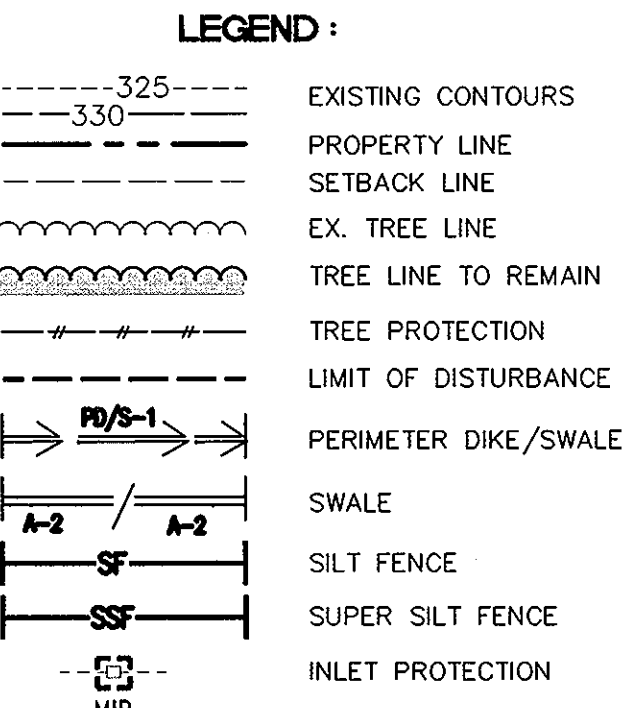 LEGEND :
325 EXISTING CONTOURS
330
PROPERTY LINE
SETBACK LINE
EX. TREE LINE
TREE LINE TO REMAIN
TREE PROTECTION
LIMIT OF DISTURBANCE
PD/S-1 PERIMETER DIKE/SWALE
SWALE
A-2 A-2
SF SILT FENCE
SSF SUPER SILT FENCE
INLET PROTECTION
MIP